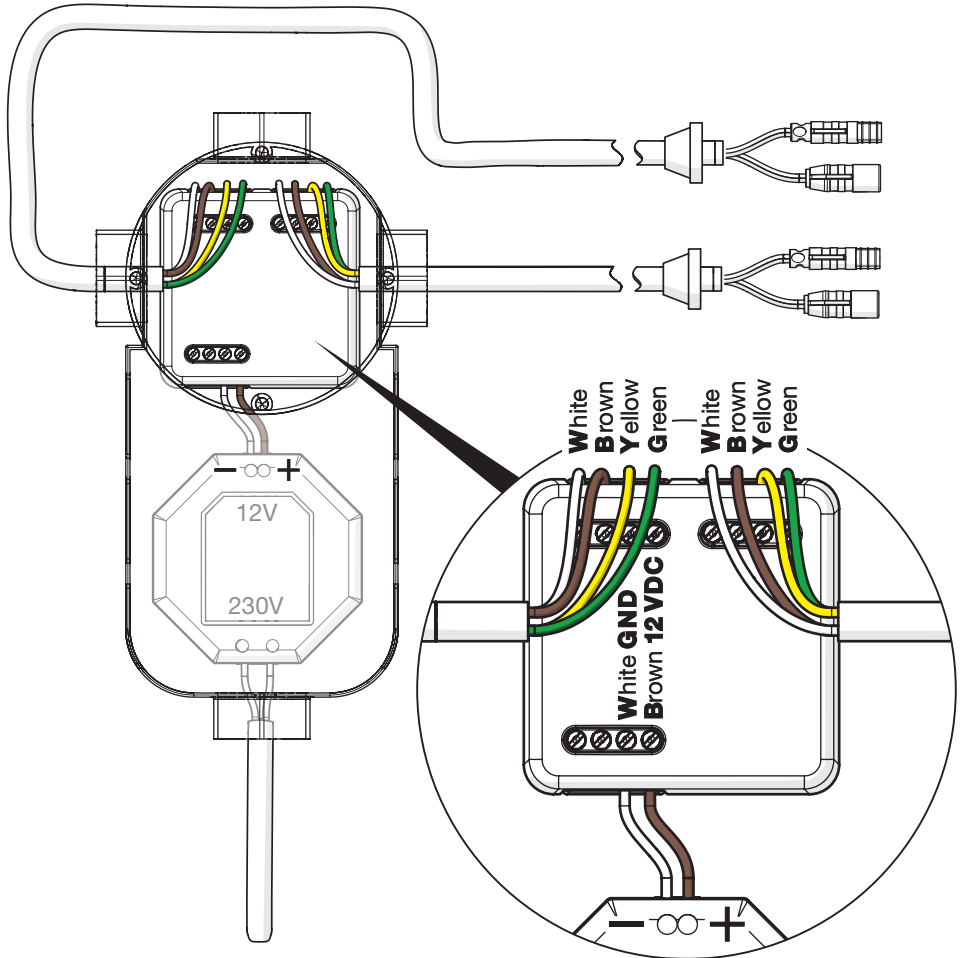 − +
12V
230V
White
Brown
Yellow
Green
White
Brown
Yellow
Green
White GND
Brown 12 VDC
− +